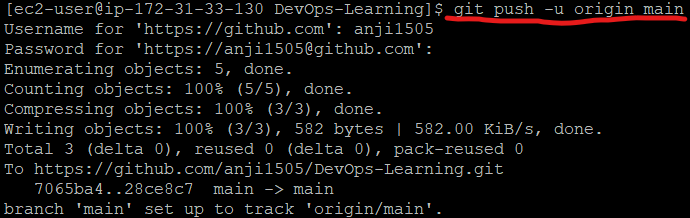 [ec2-user@ip-172-31-33-130 DevOps-Learning]$ git push -u origin main
Username for 'https://github.com': anji1505
Password for 'https://anji1505@github.com':
Enumerating objects: 5, done.
Counting objects: 100% (5/5), done.
Compressing objects: 100% (3/3), done.
Writing objects: 100% (3/3), 582 bytes | 582.00 KiB/s, done.
Total 3 (delta 0), reused 0 (delta 0), pack-reused 0
To https://github.com/anji1505/DevOps-Learning.git
   7065ba4..28ce8c7  main -> main
branch 'main' set up to track 'origin/main'.